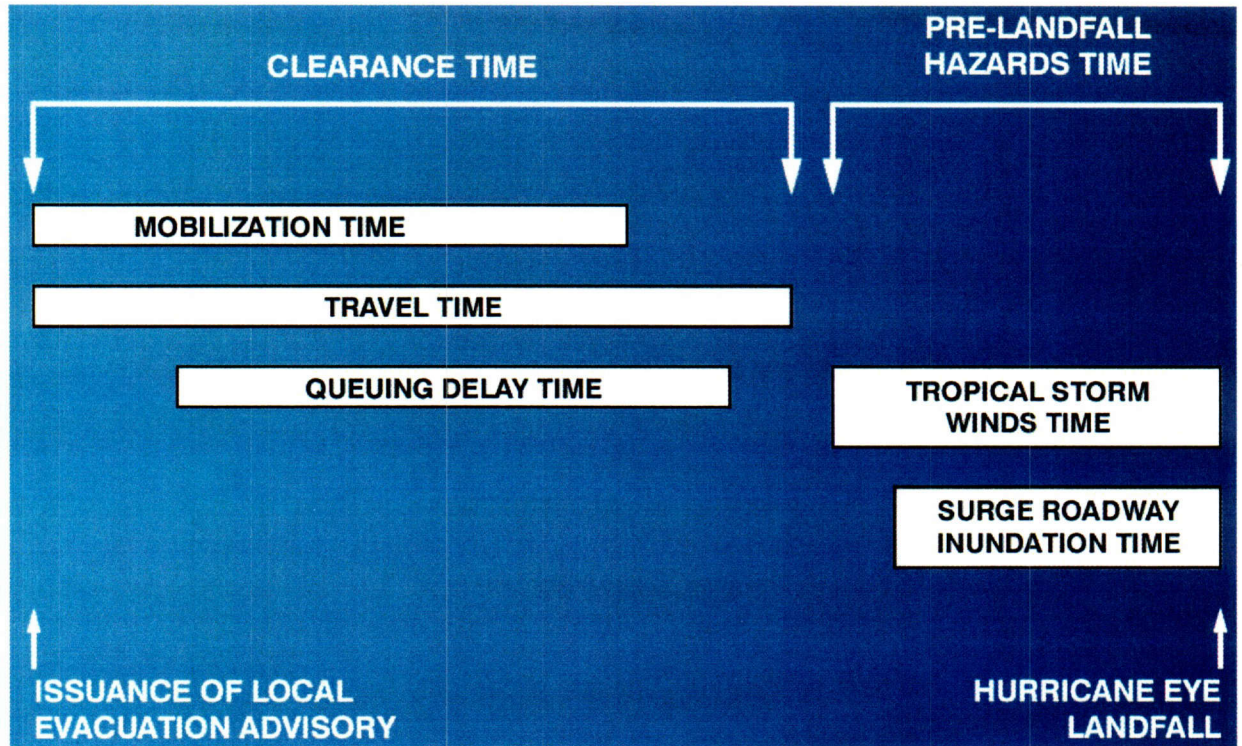 CLEARANCE TIME
PRE-LANDFALL
HAZARDS TIME
MOBILIZATION TIME
TRAVEL TIME
QUEUING DELAY TIME
TROPICAL STORM
WINDS TIME
SURGE ROADWAY
INUNDATION TIME
ISSUANCE OF LOCAL
EVACUATION ADVISORY
HURRICANE EYE
LANDFALL